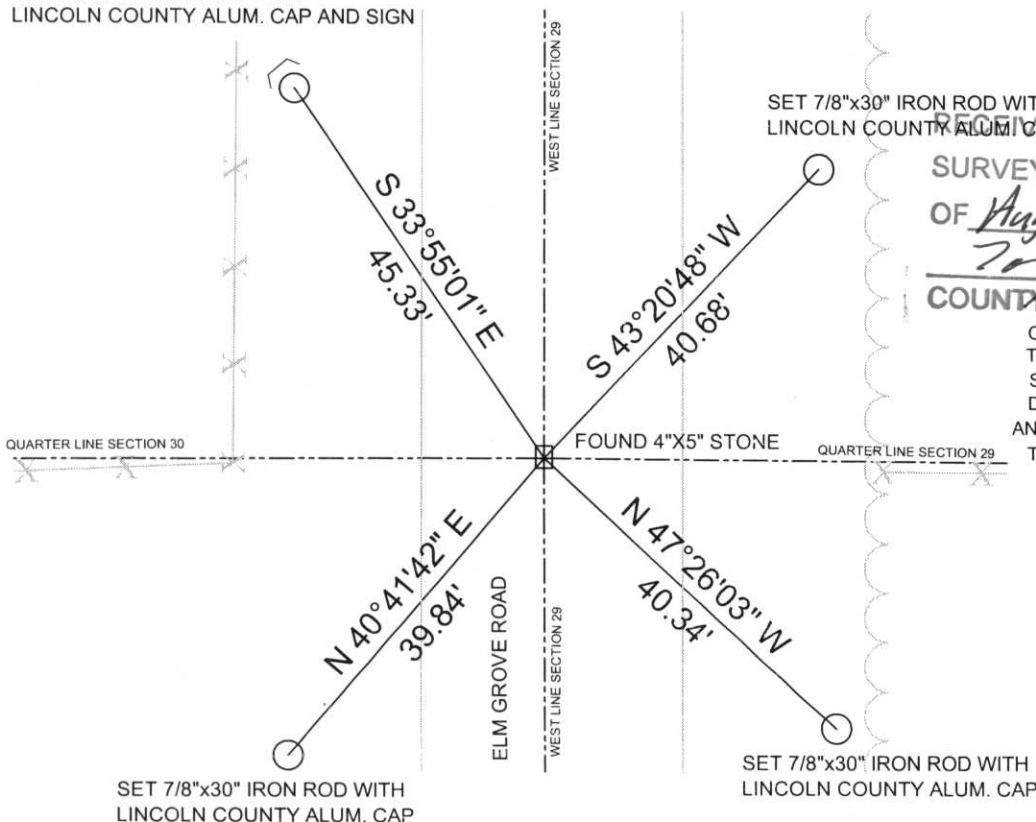 LINCOLN COUNTY ALUM. CAP AND SIGN
WEST LINE SECTION 29
SET 7/8"x30" IRON ROD WITH
LINCOLN COUNTY ALUM. C
SURVEY
OF
COUNT
S 33°55'01" E
45.33'
S 43°20'48" W
40.68'
QUARTER LINE SECTION 30
FOUND 4"X5" STONE
QUARTER LINE SECTION 29
C
T
S
D
AN
T
N 40°41'42" E
39.84'
N 47°26'03" W
40.34'
ELM GROVE ROAD
WEST LINE SECTION 29
SET 7/8"x30" IRON ROD WITH
LINCOLN COUNTY ALUM. CAP
SET 7/8"x30" IRON ROD WITH
LINCOLN COUNTY ALUM. CAP